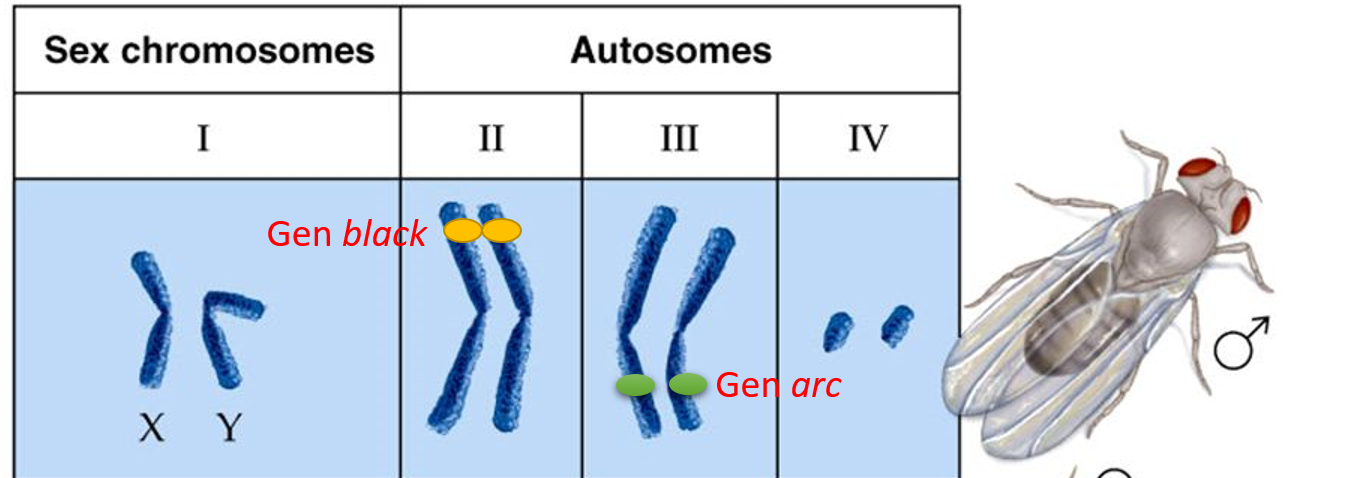 Sex chromosomes
Autosomes
I
II
III
IV
Gen black
Gen arc
X
Y